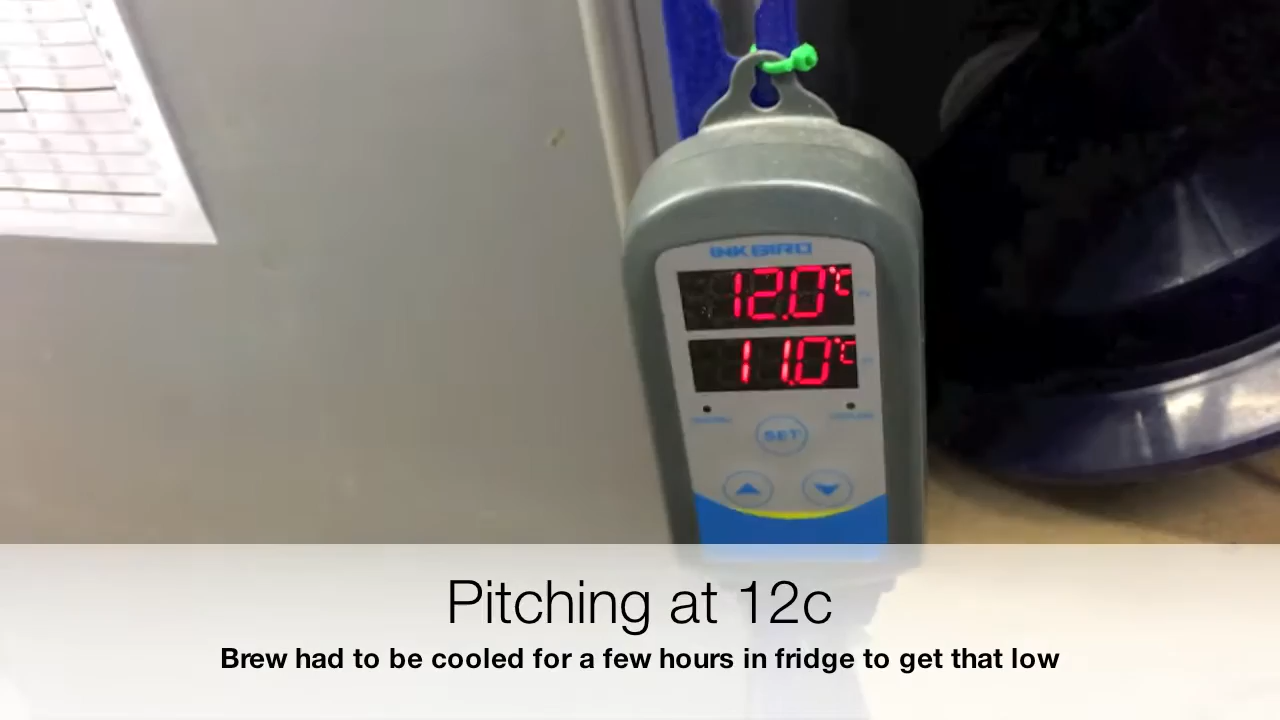 INKBIRD
12.0℃
11.0℃
SET
Pitching at 12c
Brew had to be cooled for a few hours in fridge to get that low